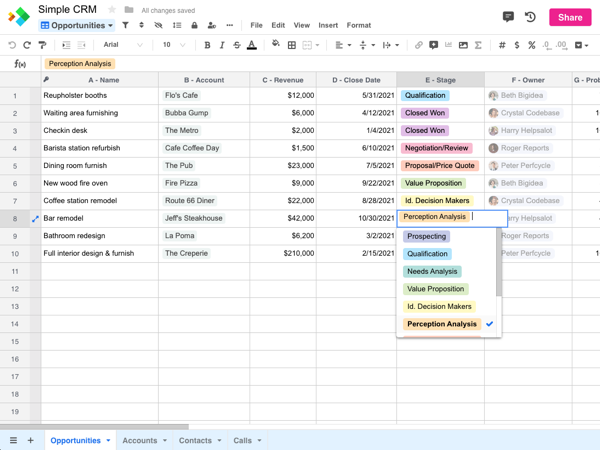 Simple CRM
All changes saved
Opportunities
File Edit View Insert Format
Share
Arial 10 B I S A # $ % .0 .00
f(x) Perception Analysis
A - Name B - Account C - Revenue D - Close Date E - Stage F - Owner G - Prob
1 Reupholster booths Flo's Cafe $12,000 5/31/2021 Qualification Beth Bigidea
2 Waiting area furnishing Bubba Gump $6,000 4/12/2021 Closed Won Crystal Codebase
3 Checkin desk The Metro $2,000 1/4/2021 Closed Won Harry Helpsalot
4 Barista station refurbish Cafe Coffee Day $1,500 6/10/2021 Negotiation/Review Roger Reports
5 Dining room furnish The Pub $23,000 7/5/2021 Proposal/Price Quote Peter Perfcycle
6 New wood fire oven Fire Pizza $9,000 9/22/2021 Value Proposition Beth Bigidea
7 Coffee station remodel Route 66 Diner $22,000 8/28/2021 Id. Decision Makers Crystal Codebase
8 Bar remodel Jeff's Steakhouse $42,000 10/30/2021 Perception Analysis arry Helpsalot
9 Bathroom redesign La Poma $6,200 3/2/2021 Prospecting Roger Reports
10 Full interior design & furnish The Creperie $210,000 2/15/2021 Qualification Peter Perfcycle
11 Needs Analysis
12 Value Proposition
13 Id. Decision Makers
14 Perception Analysis
15
16
17
18
19
Opportunities Accounts Contacts Calls